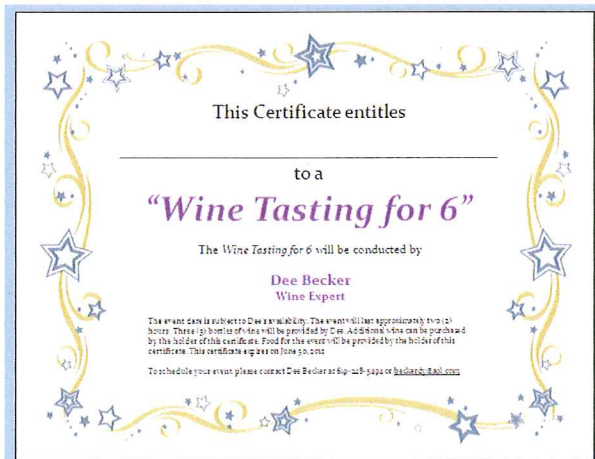 This Certificate entitles
to a
“Wine Tasting for 6”
The Wine Tasting for 6 will be conducted by
Dee Becker
Wine Expert
The event date is subject to Dee's availability. The event will last approximately two (2)
hours. Three (3) bottles of wine will be provided by Dee. Additional wine can be purchased
by the holder of this certificate. Food for the event will be provided by the holder of this
certificate. This certificate expires on June 30, 2012
To schedule your event please contact Dee Becker at or